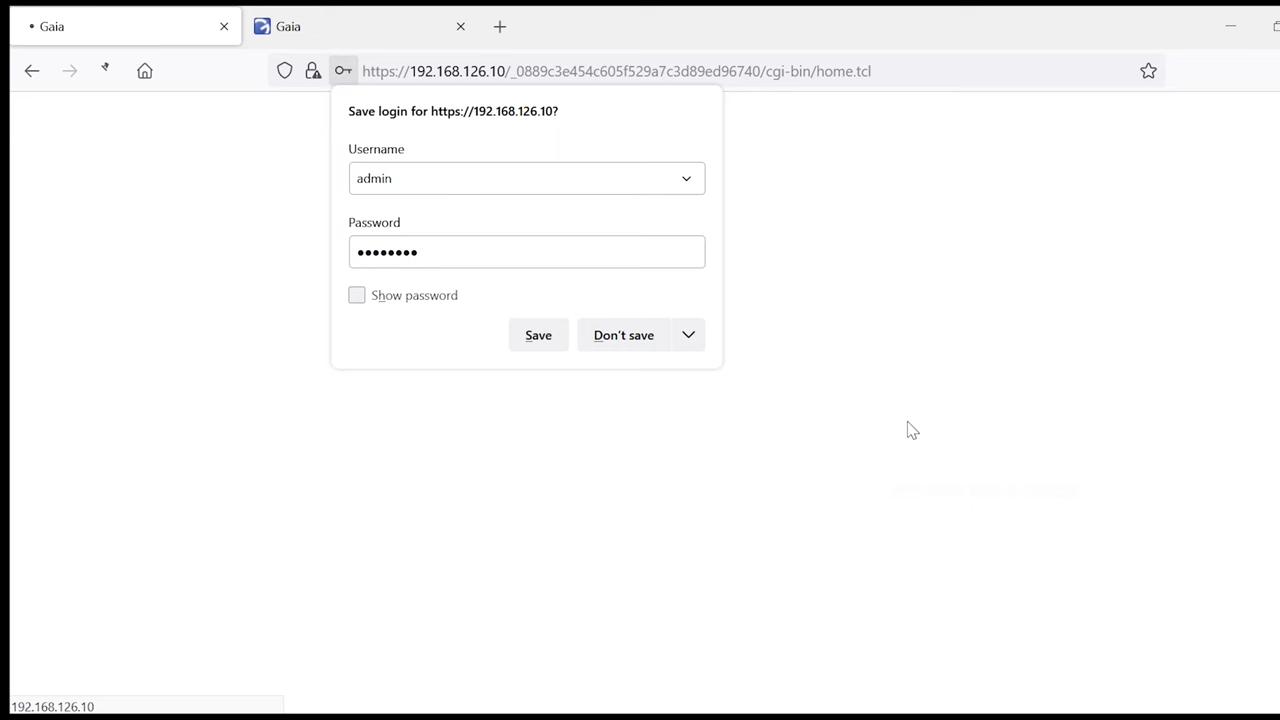 Gaia
Gaia
https://192.168.126.10/_0889c3e454c605f529a7c3d89ed96740/cgi-bin/home.tcl
Save login for https://192.168.126.10?
Username
admin
Password
Show password
Save
Don't save
192.168.126.10